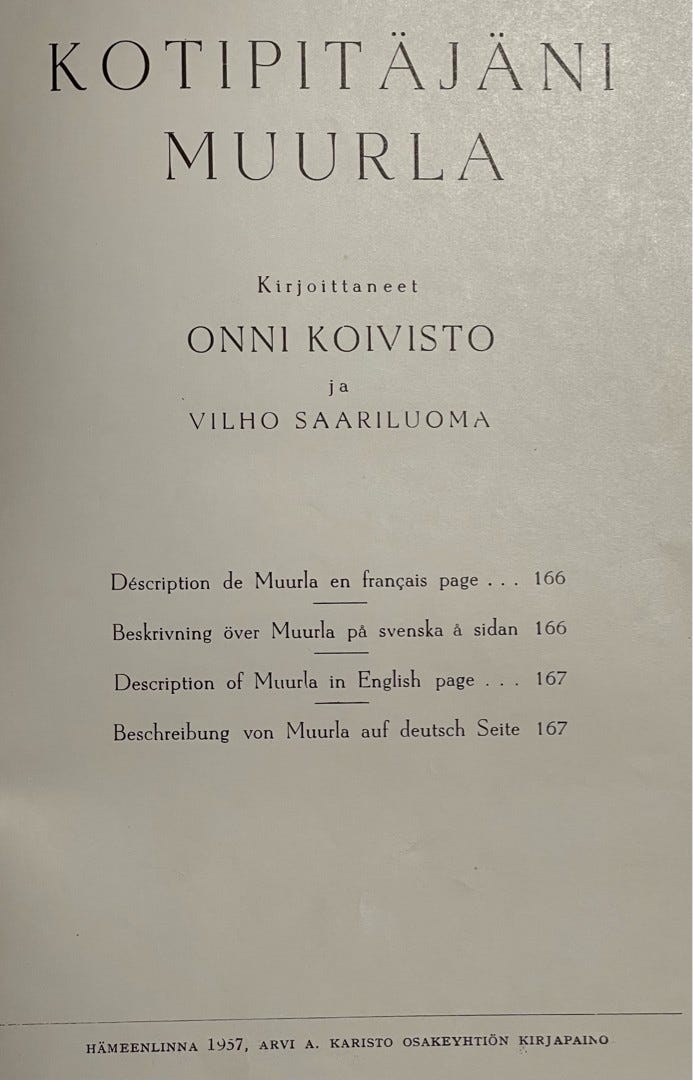 KOTIPITÄJÄNI
MUURLA
Kirjoittaneet
ONNI KOIVISTO
ja
VILHO SAARILUOMA
Déscription de Muurla en français page . . . 166
Beskrivning över Muurla på svenska å sidan 166
Description of Muurla in English page . . . 167
Beschreibung von Muurla auf deutsch Seite 167
HÄMEENLINNA 1957, ARVI A. KARISTO OSAKEYHTIÖN KIRJAPAINO